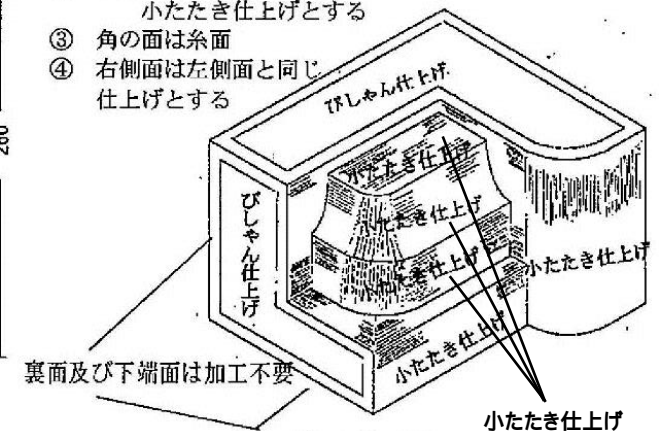 小たたき仕上げとする
③ 角の面は糸面
④ 右側面は左側面と同じ
仕上げとする
260
びしゃん仕上げ
小たたき仕上げ
びしゃん仕上げ
小たたき仕上げ
小たたき仕上げ
小たたき仕上げ
小たたき仕上げ
裏面及び下端面は加工不要
小たたき仕上げ